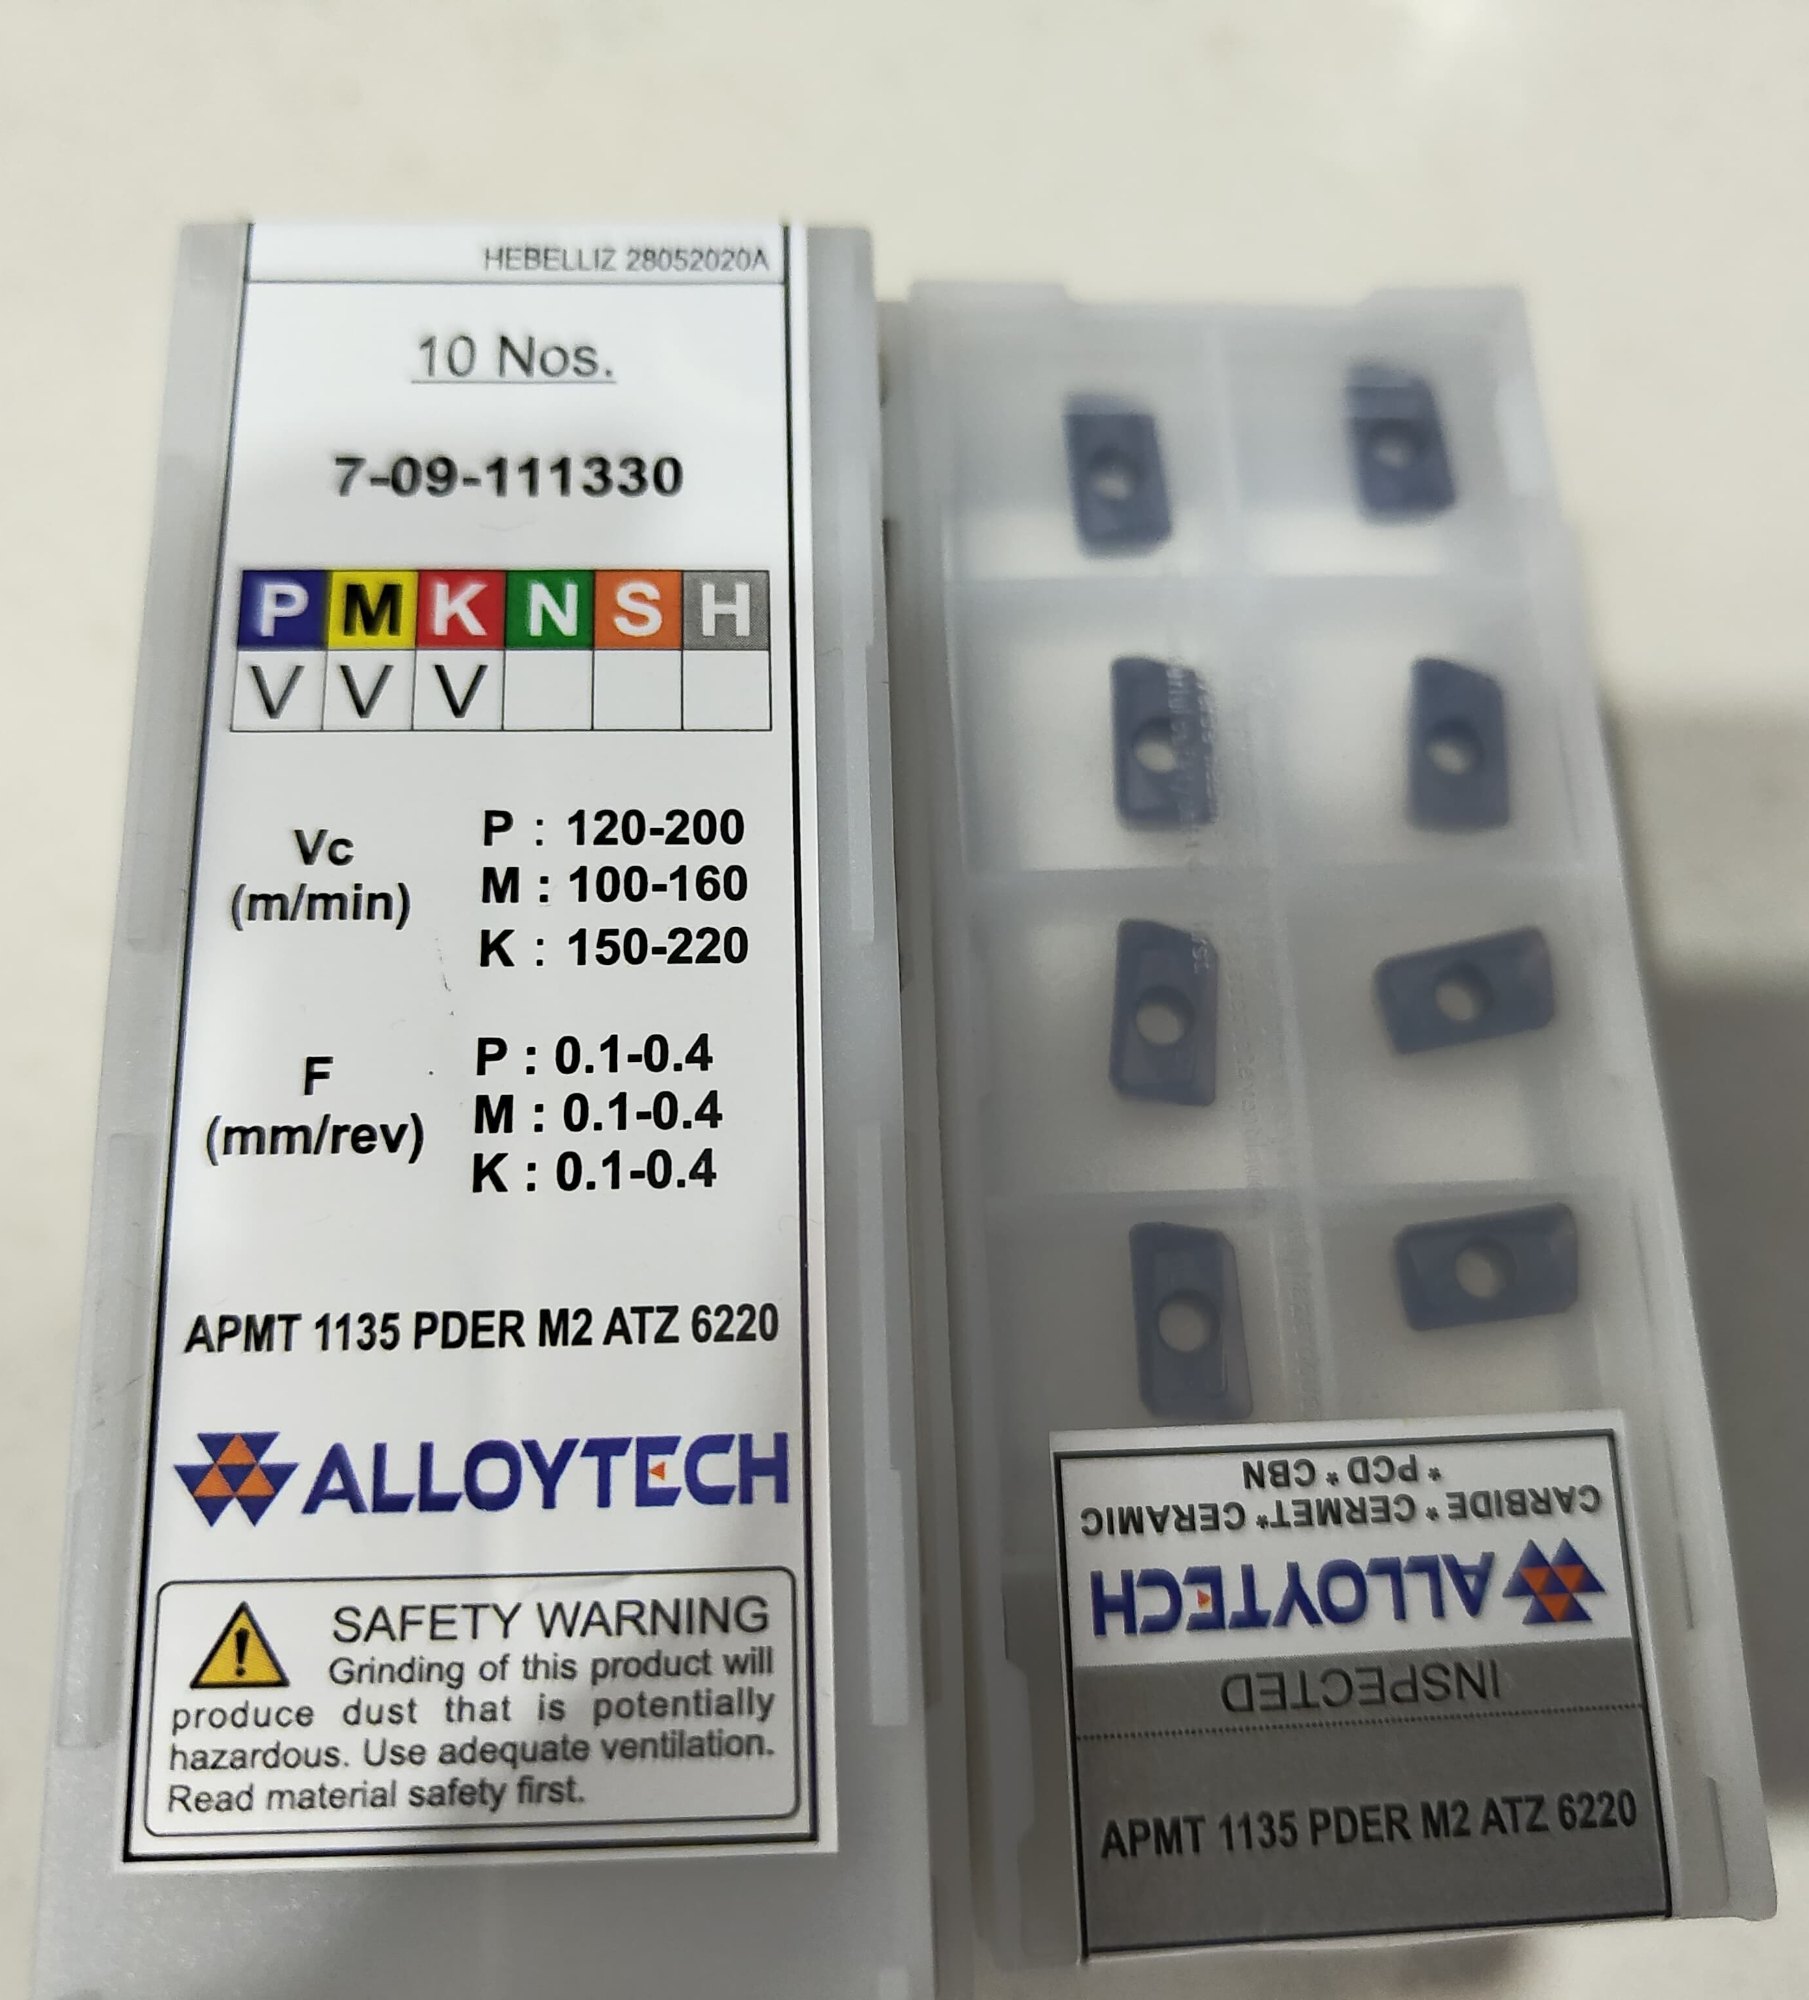 HEBELLIZ 28052020A
10 Nos.
7-09-111330
P M K N S H
V V V
Vc
(m/min)
P : 120-200
M : 100-160
K : 150-220
F
(mm/rev)
P : 0.1-0.4
M : 0.1-0.4
K : 0.1-0.4
APMT 1135 PDER M2 ATZ 6220
ALLOYTECH
SAFETY WARNING
Grinding of this product will
produce dust that is potentially
hazardous. Use adequate ventilation.
Read material safety first.
ALLOYTECH
CARBIDE * CERMET * CERAMIC
* PCD * CBN
INSPECTED
APMT 1135 PDER M2 ATZ 6220